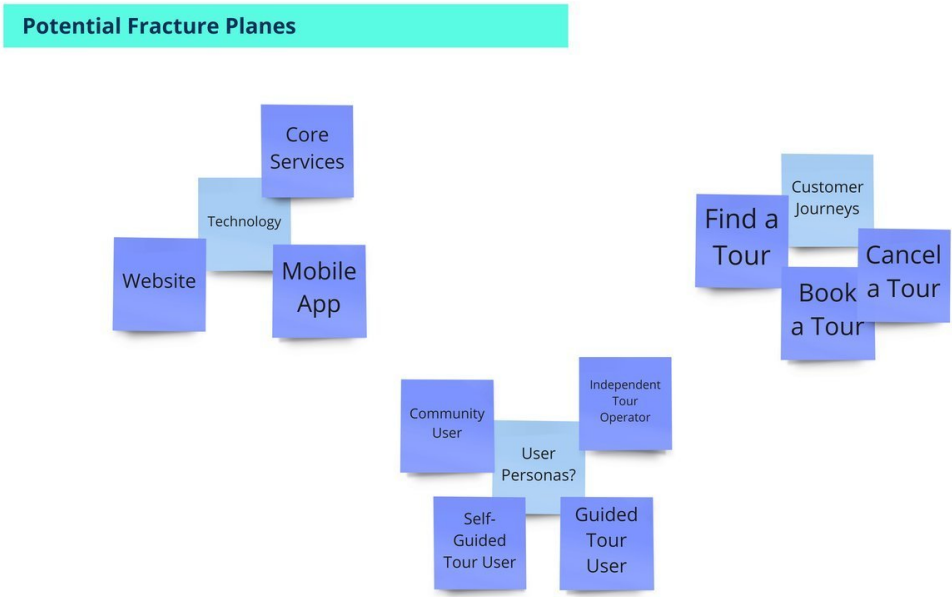 Potential Fracture Planes
Core
Services
Technology
Website
Mobile
App
Customer
Journeys
Find a
Tour
Book
a Tour
Cancel
a Tour
Community
User
Independent
Tour
Operator
User
Personas?
Self-
Guided
Tour User
Guided
Tour
User